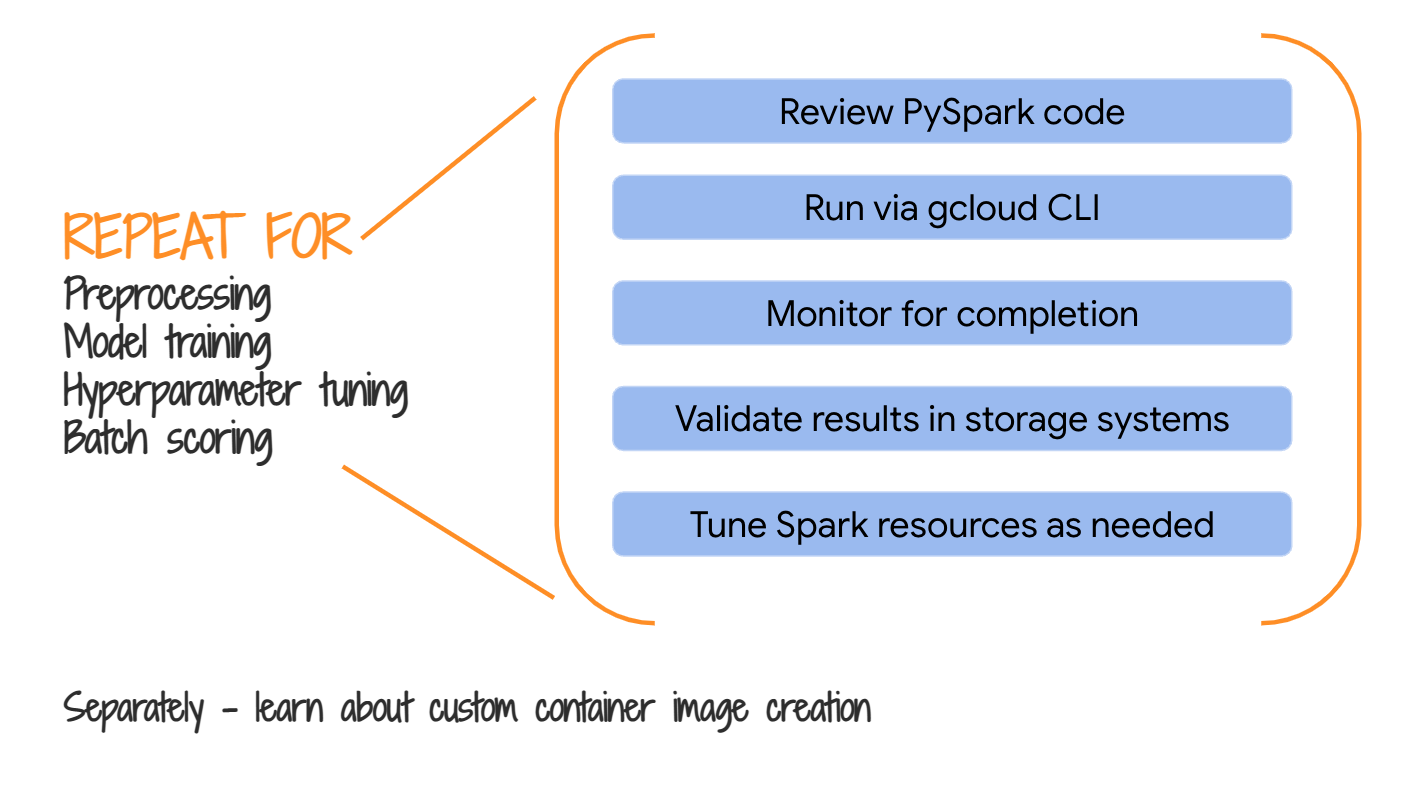 REPEAT FOR
Preprocessing
Model training
Hyperparameter tuning
Batch scoring
Review PySpark code
Run via gcloud CLI
Monitor for completion
Validate results in storage systems
Tune Spark resources as needed
Separately - learn about custom container image creation